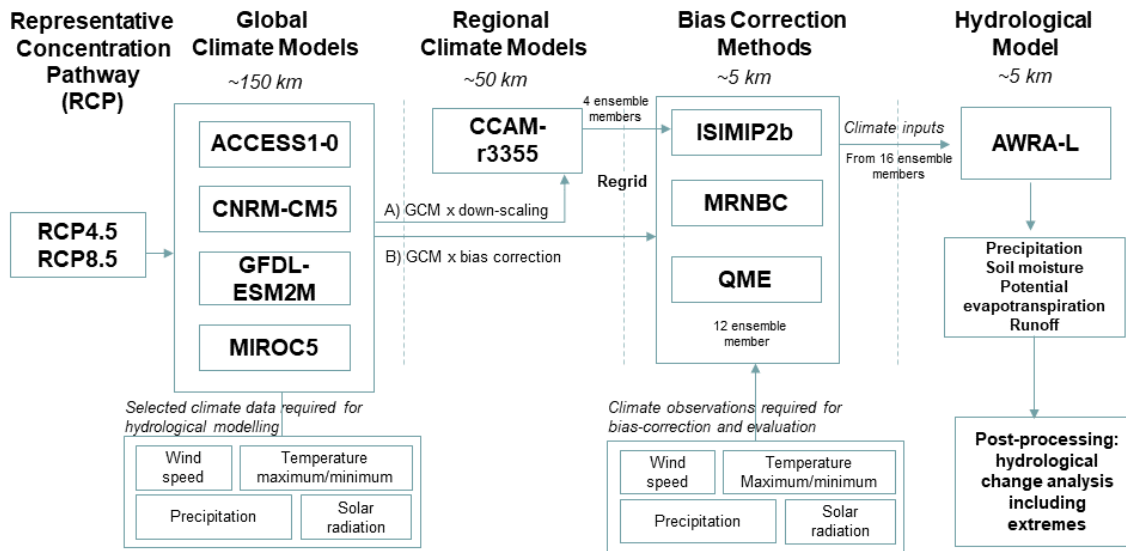 Representative
Concentration
Pathway
(RCP)
Global
Climate Models
~150 km
Regional
Climate Models
~50 km
Bias Correction
Methods
~5 km
Hydrological
Model
~5 km
RCP4.5
RCP8.5
ACCESS1-0
CNRM-CM5
GFDL-
ESM2M
MIROC5
CCAM-
r3355
4 ensemble
members
Regrid
A) GCM x down-scaling
B) GCM x bias correction
ISIMIP2b
MRNBC
QME
12 ensemble
member
Climate inputs
From 16 ensemble
members
AWRA-L
Precipitation
Soil moisture
Potential
evapotranspiration
Runoff
Post-processing:
hydrological
change analysis
including
extremes
Selected climate data required for
hydrological modelling
Wind
speed
Temperature
maximum/minimum
Precipitation
Solar
radiation
Climate observations required for
bias-correction and evaluation
Wind
speed
Temperature
Maximum/minimum
Precipitation
Solar
radiation